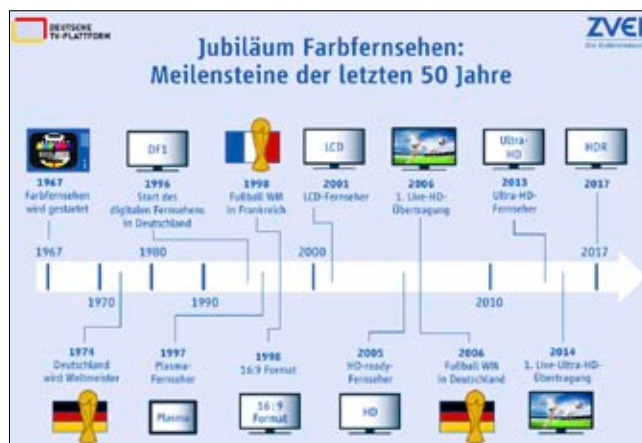 DEUTSCHE
TV-PLATTFORM
ZVEI
Jubiläum Farbfernsehen:
Meilensteine der letzten 50 Jahre
DF1
LCD
Ultra-
HD
HDR
1967
Farbfernsehen
wird gestartet
1996
Start des
digitalen Fernsehens
in Deutschland
1998
Fußball WM
in Frankreich
2001
LCD-Fernseher
2006
1. Live-HD-
Übertragung
2013
Ultra-HD-
Fernseher
2017
1967
1980
2000
2017
1970
1990
2010
1974
Deutschland
wird Weltmeister
1997
Plasma-
Fernseher
1998
16:9 Format
2005
HD-ready-
Fernseher
2006
Fußball WM
in Deutschland
2014
1. Live-Ultra-HD-
Übertragung
Plasma
16:9
Format
HD